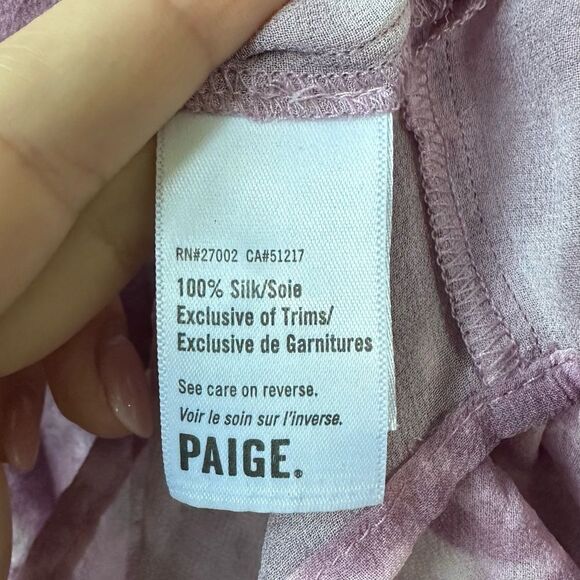 RN#27002 CA#51217
100% Silk/Soie
Exclusive of Trims/
Exclusive de Garnitures
See care on reverse.
Voir le soin sur l'inverse.
PAIGE®